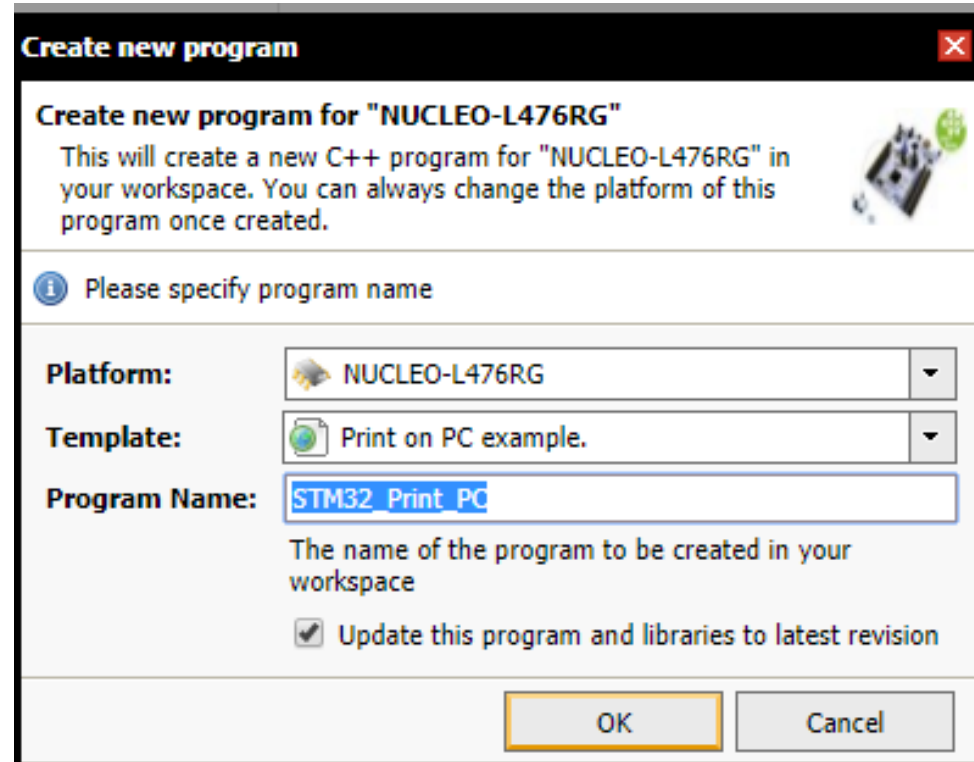 Create new program
Create new program for "NUCLEO-L476RG"
This will create a new C++ program for "NUCLEO-L476RG" in
your workspace. You can always change the platform of this
program once created.
Please specify program name
Platform: NUCLEO-L476RG
Template: Print on PC example.
Program Name: STM32_Print_PC
The name of the program to be created in your
workspace
Update this program and libraries to latest revision
OK Cancel